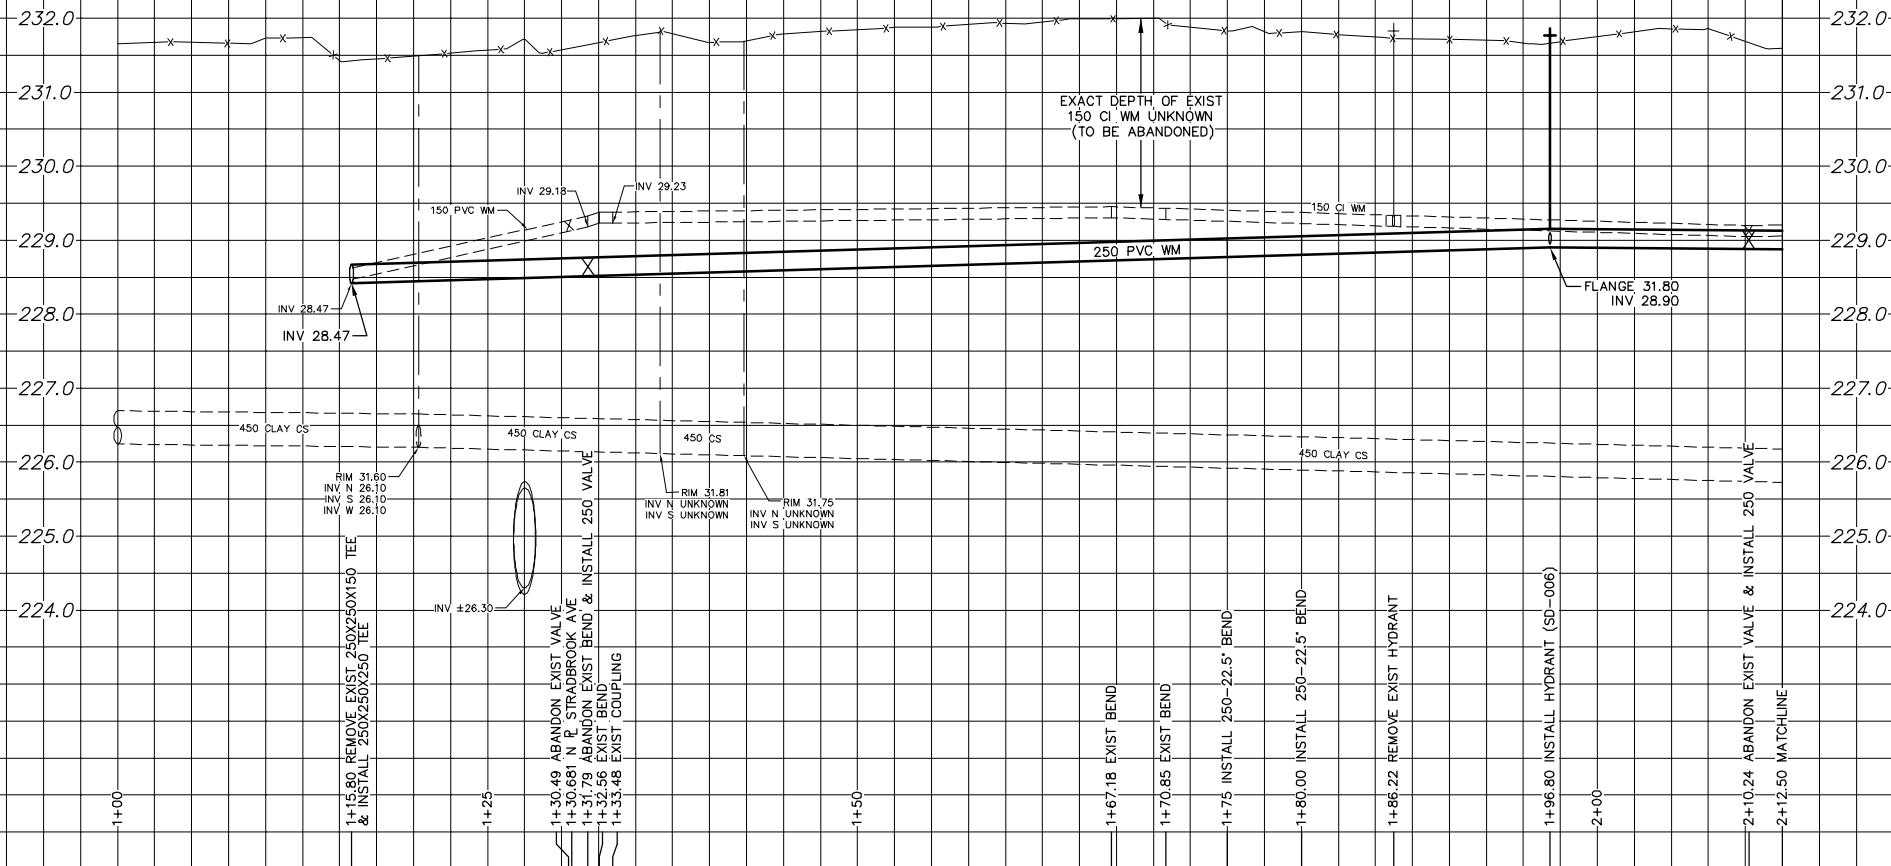 232.0
232.0
231.0
231.0
230.0
230.0
229.0
229.0
228.0
228.0
227.0
227.0
226.0
226.0
225.0
225.0
224.0
224.0
EXACT DEPTH OF EXIST
150 CI WM UNKNOWN
(TO BE ABANDONED)
INV 29.18
INV 29.23
150 PVC WM
150 CI WM
250 PVC WM
INV 28.47
INV 28.47
FLANGE 31.80
INV 28.90
450 CLAY CS
450 CLAY CS
450 CS
450 CLAY CS
RIM 31.60
INV N 26.10
INV S 26.10
INV W 26.10
RIM 31.81
INV N UNKNOWN
INV S UNKNOWN
RIM 31.75
INV N UNKNOWN
INV S UNKNOWN
INV ±26.30
1+00
1+15.80 REMOVE EXIST 250X250X150 TEE
& INSTALL 250X250X250 TEE
1+25
1+30.49 ABANDON EXIST VALVE
1+30.681 N PL STRADBROOK AVE
1+31.79 ABANDON EXIST BEND & INSTALL 250 VALVE
1+32.56 EXIST BEND
1+33.48 EXIST COUPLING
1+50
1+67.18 EXIST BEND
1+70.85 EXIST BEND
1+75 INSTALL 250-22.5° BEND
1+80.00 INSTALL 250-22.5° BEND
1+86.22 REMOVE EXIST HYDRANT
1+96.80 INSTALL HYDRANT (SD-006)
2+00
2+10.24 ABANDON EXIST VALVE & INSTALL 250 VALVE
2+12.50 MATCHLINE